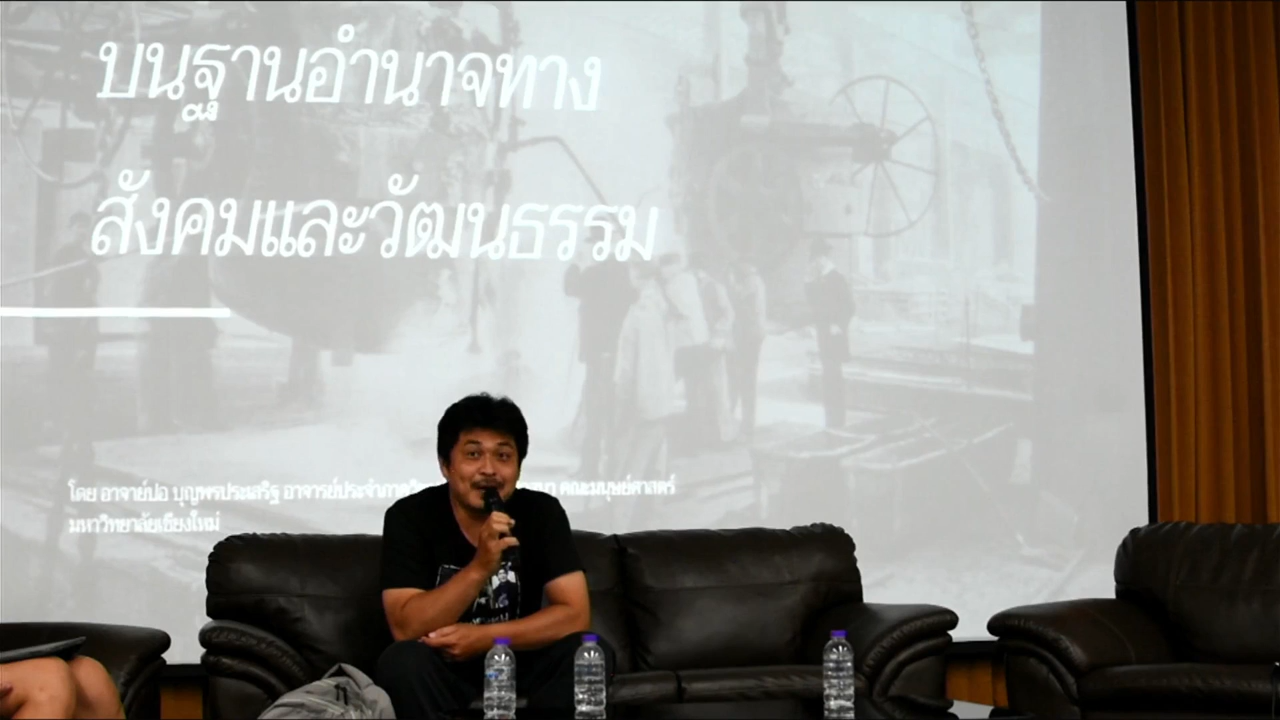 บนฐานอำนาจทาง
สังคมและวัฒนธรรม
โดย อาจาย์ปอ บุญพรประเสริฐ อาจารย์ประจำภาควิ คณะมนุษย์ศาสตร์
มหาวิทยาลัยเชียงใหม่